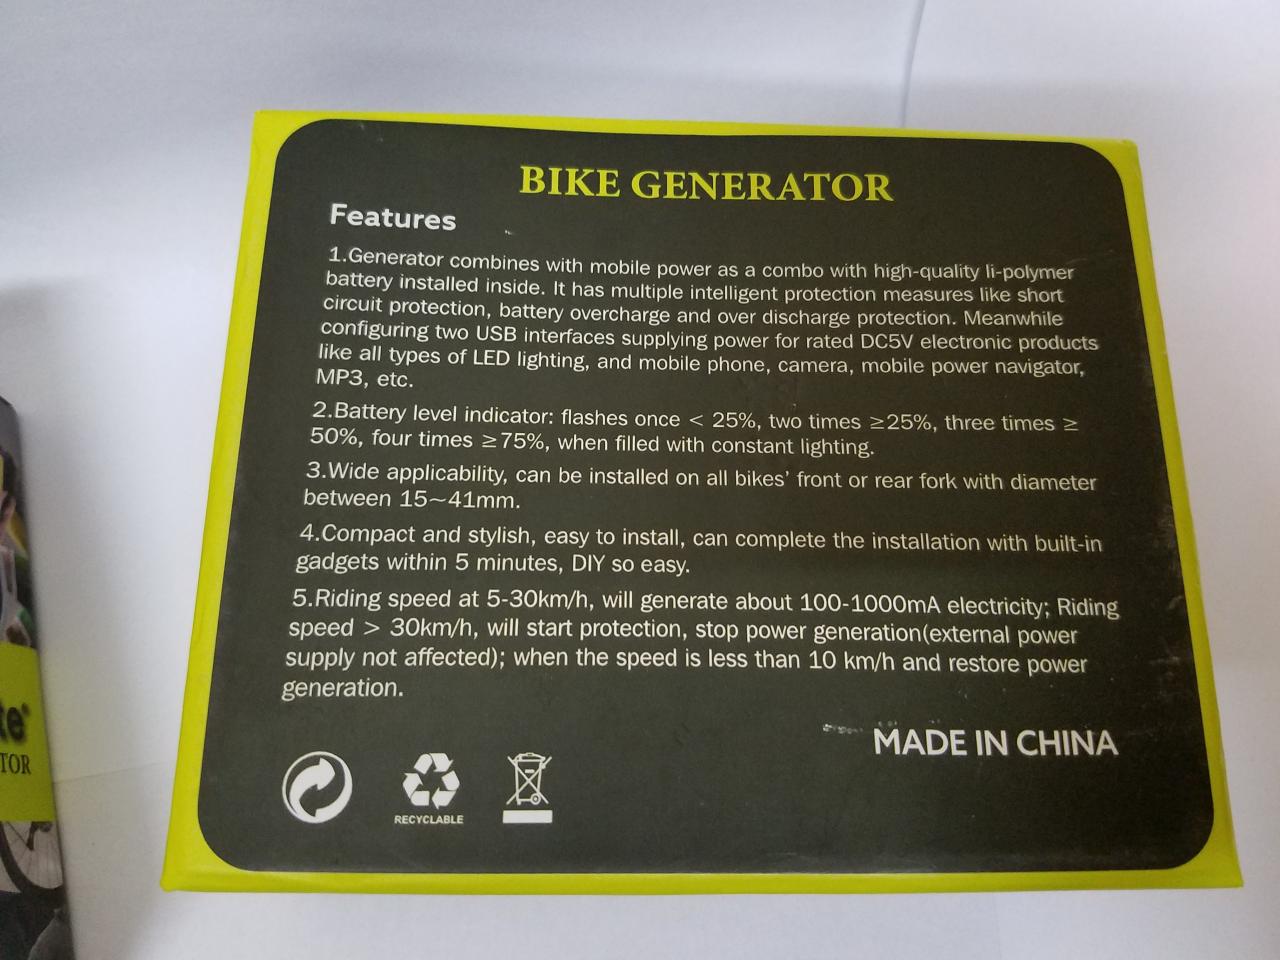 BIKE GENERATOR
Features
1.Generator combines with mobile power as a combo with high-quality li-polymer
battery installed inside. It has multiple intelligent protection measures like short
circuit protection, battery overcharge and over discharge protection. Meanwhile
configuring two USB interfaces supplying power for rated DC5V electronic products
like all types of LED lighting, and mobile phone, camera, mobile power navigator,
MP3, etc.
2.Battery level indicator: flashes once < 25%, two times ≥25%, three times ≥
50%, four times ≥75%, when filled with constant lighting.
3.Wide applicability, can be installed on all bikes' front or rear fork with diameter
between 15~41mm.
4.Compact and stylish, easy to install, can complete the installation with built-in
gadgets within 5 minutes, DIY so easy.
5.Riding speed at 5-30km/h, will generate about 100-1000mA electricity; Riding
speed > 30km/h, will start protection, stop power generation(external power
supply not affected); when the speed is less than 10 km/h and restore power
generation.
MADE IN CHINA
RECYCLABLE
te
TOR